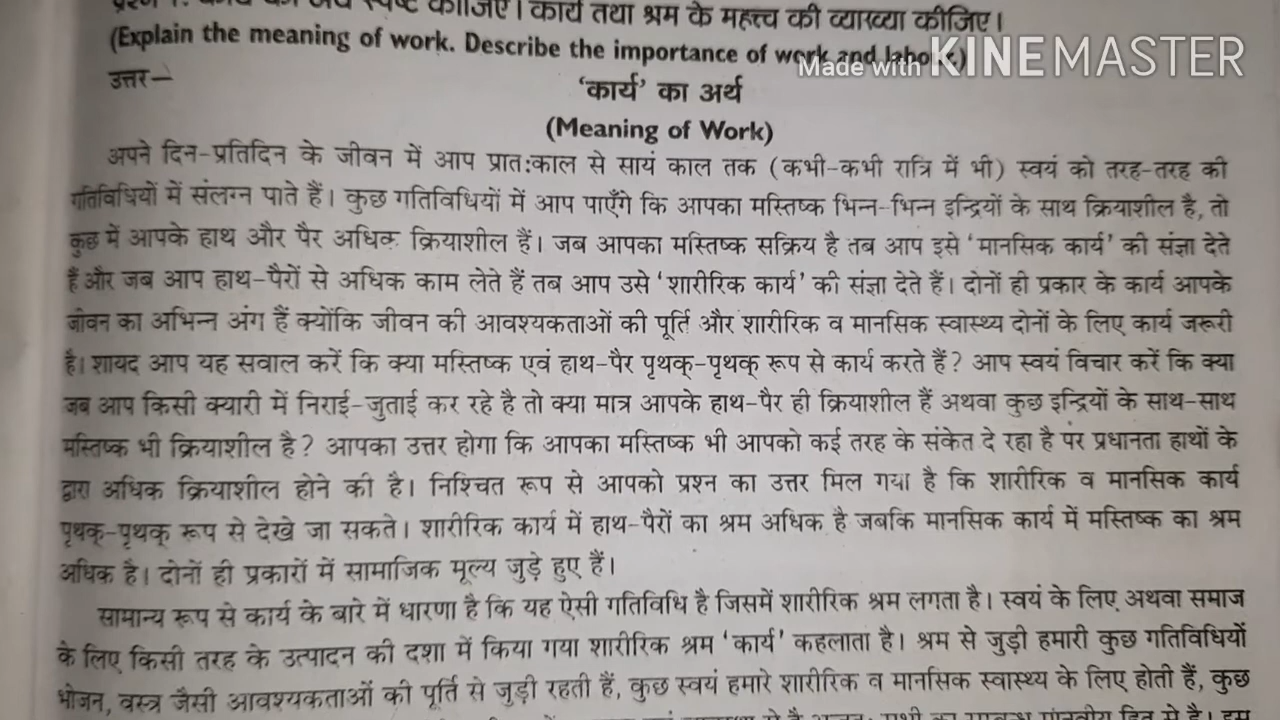 प्रश्न 1. कार्य का अर्थ स्पष्ट कीजिए। कार्य तथा श्रम के महत्त्व की व्याख्या कीजिए।
(Explain the meaning of work. Describe the importance of work and labour.)
Made with KINEMASTER
उत्तर—
'कार्य' का अर्थ
(Meaning of Work)
अपने दिन-प्रतिदिन के जीवन में आप प्रात:काल से सायं काल तक (कभी-कभी रात्रि में भी) स्वयं को तरह-तरह की
गतिविधियों में संलग्न पाते हैं। कुछ गतिविधियों में आप पाएँगे कि आपका मस्तिष्क भिन्न-भिन्न इन्द्रियों के साथ क्रियाशील है, तो
कुछ में आपके हाथ और पैर अधिक क्रियाशील हैं। जब आपका मस्तिष्क सक्रिय है तब आप इसे 'मानसिक कार्य' की संज्ञा देते
हैं और जब आप हाथ-पैरों से अधिक काम लेते हैं तब आप उसे 'शारीरिक कार्य' की संज्ञा देते हैं। दोनों ही प्रकार के कार्य आपके
जीवन का अभिन्न अंग हैं क्योंकि जीवन की आवश्यकताओं की पूर्ति और शारीरिक व मानसिक स्वास्थ्य दोनों के लिए कार्य जरूरी
है। शायद आप यह सवाल करें कि क्या मस्तिष्क एवं हाथ-पैर पृथक्-पृथक् रूप से कार्य करते हैं? आप स्वयं विचार करें कि क्या
जब आप किसी क्यारी में निराई-जुताई कर रहे है तो क्या मात्र आपके हाथ-पैर ही क्रियाशील हैं अथवा कुछ इन्द्रियों के साथ-साथ
मस्तिष्क भी क्रियाशील है? आपका उत्तर होगा कि आपका मस्तिष्क भी आपको कई तरह के संकेत दे रहा है पर प्रधानता हाथों के
द्वारा अधिक क्रियाशील होने की है। निश्चित रूप से आपको प्रश्न का उत्तर मिल गया है कि शारीरिक व मानसिक कार्य
पृथक्-पृथक् रूप से देखे जा सकते। शारीरिक कार्य में हाथ-पैरों का श्रम अधिक है जबकि मानसिक कार्य में मस्तिष्क का श्रम
अधिक है। दोनों ही प्रकारों में सामाजिक मूल्य जुड़े हुए हैं।
सामान्य रूप से कार्य के बारे में धारणा है कि यह ऐसी गतिविधि है जिसमें शारीरिक श्रम लगता है। स्वयं के लिए अथवा समाज
के लिए किसी तरह के उत्पादन की दशा में किया गया शारीरिक श्रम 'कार्य' कहलाता है। श्रम से जुड़ी हमारी कुछ गतिविधियों
भोजन, वस्त्र जैसी आवश्यकताओं की पूर्ति से जुड़ी रहती हैं, कुछ स्वयं हमारे शारीरिक व मानसिक स्वास्थ्य के लिए होती हैं, कुछ